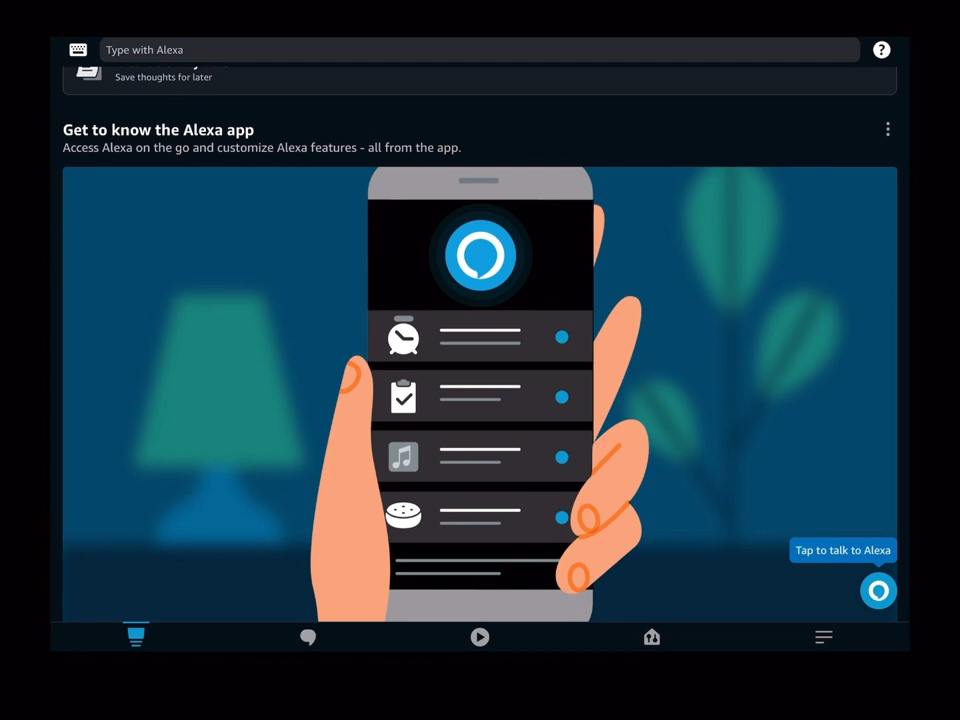 Type with Alexa
?
Save thoughts for later
Get to know the Alexa app
Access Alexa on the go and customize Alexa features - all from the app.
Tap to talk to Alexa